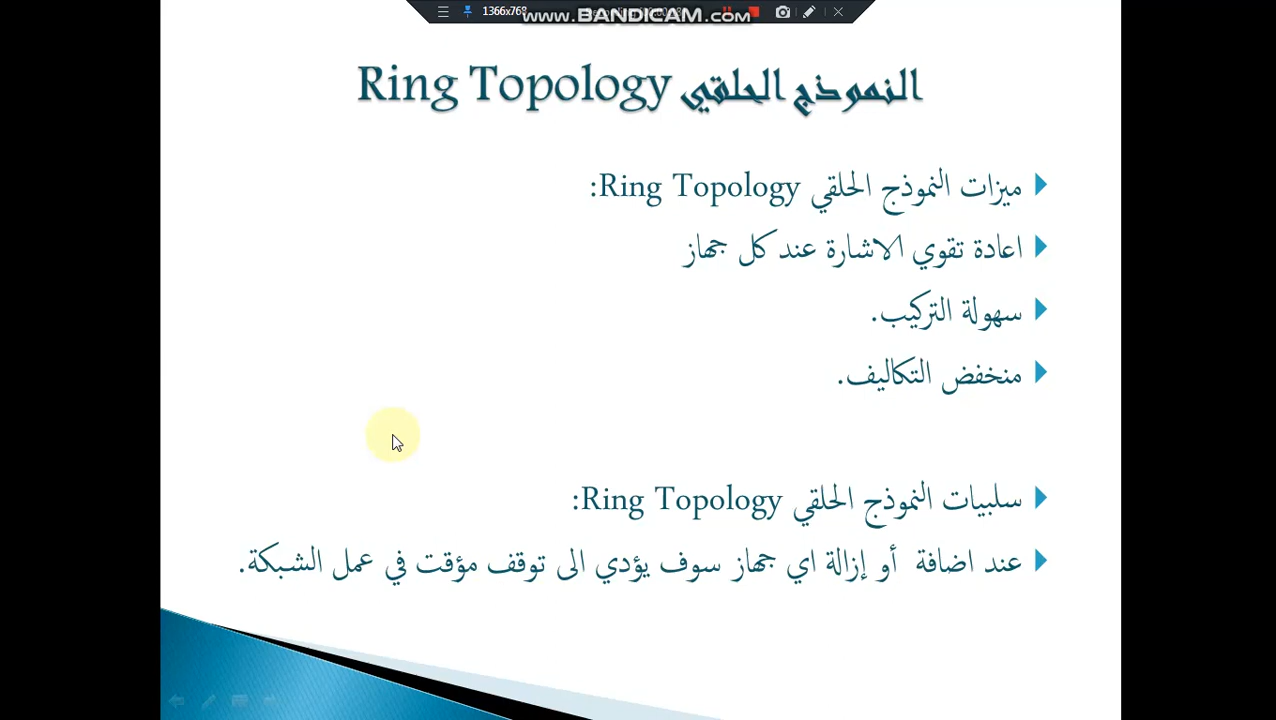 1366x768
www.BANDICAM.com
النموذج الحلقي Ring Topology
ميزات النموذج الحلقي Ring Topology:
اعادة تقوي الاشارة عند كل جهاز
سهولة التركيب.
منخفض التكاليف.
سلبيات النموذج الحلقي Ring Topology:
عند اضافة أو إزالة اي جهاز سوف يؤدي الى توقف مؤقت في عمل الشبكة.